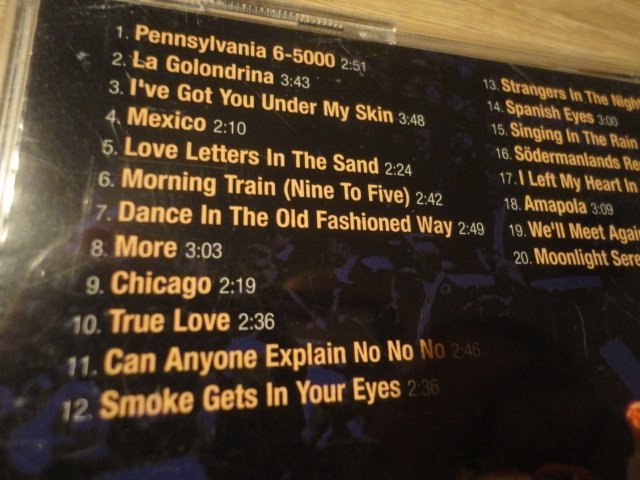 1. Pennsylvania 6-5000 2:51
2. La Golondrina 3:43
3. I've Got You Under My Skin 3:48
4. Mexico 2:10
5. Love Letters In The Sand 2:24
6. Morning Train (Nine To Five) 2:42
7. Dance In The Old Fashioned Way 2:49
8. More 3:03
9. Chicago 2:19
10. True Love 2:36
11. Can Anyone Explain No No No 2:46
12. Smoke Gets In Your Eyes 2:36
13. Strangers In The Nigh
14. Spanish Eyes 3:00
15. Singing In The Rain
16. Södermanlands Re
17. I Left My Heart In
18. Amapola 3:09
19. We'll Meet Agai
20. Moonlight Sere